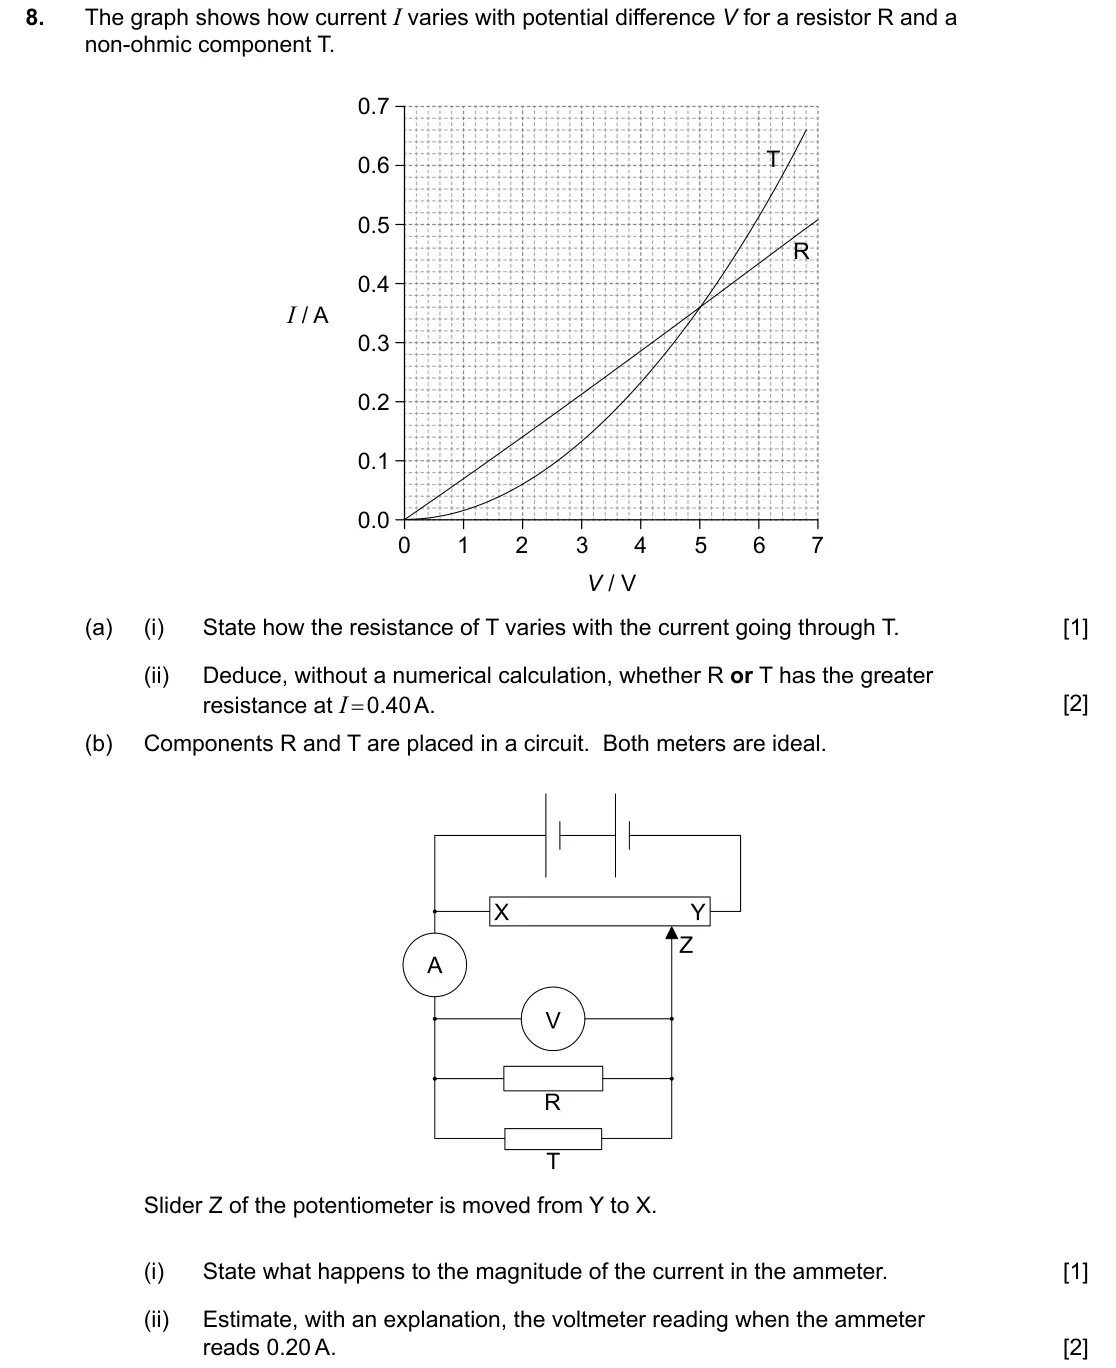 8. The graph shows how current I varies with potential difference V for a resistor R and a
non-ohmic component T.
0.7
T
0.6
0.5
R
0.4
I / A
0.3
0.2
0.1
0.0
0 1 2 3 4 5 6 7
V / V
(a) (i) State how the resistance of T varies with the current going through T. [1]
(ii) Deduce, without a numerical calculation, whether R or T has the greater
resistance at I = 0.40 A. [2]
(b) Components R and T are placed in a circuit. Both meters are ideal.
X Y
Z
A
V
R
T
Slider Z of the potentiometer is moved from Y to X.
(i) State what happens to the magnitude of the current in the ammeter. [1]
(ii) Estimate, with an explanation, the voltmeter reading when the ammeter
reads 0.20 A. [2]